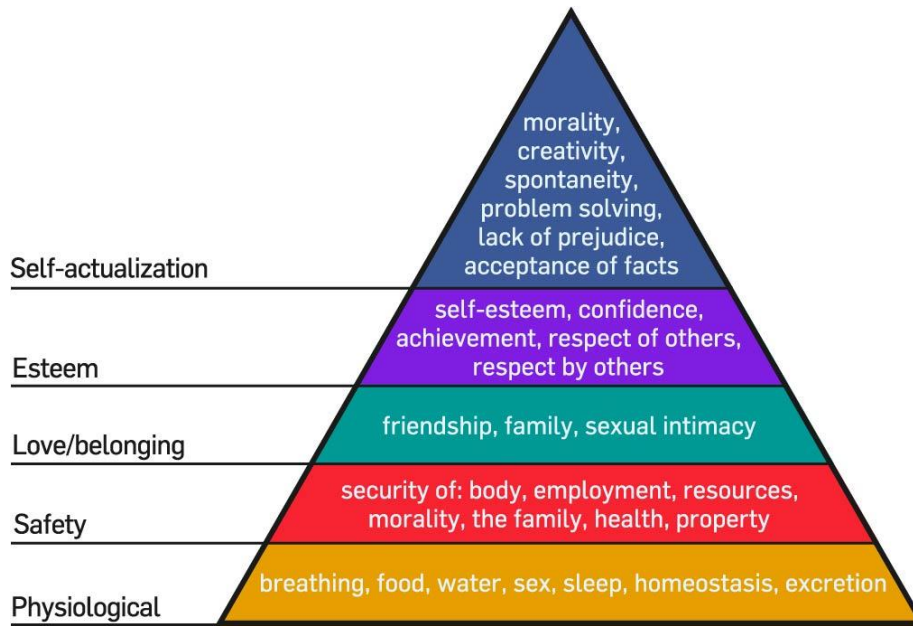 morality,
creativity,
spontaneity,
problem solving,
lack of prejudice,
acceptance of facts
Self-actualization
self-esteem, confidence,
achievement, respect of others,
respect by others
Esteem
friendship, family, sexual intimacy
Love/belonging
security of: body, employment, resources,
morality, the family, health, property
Safety
breathing, food, water, sex, sleep, homeostasis, excretion
Physiological